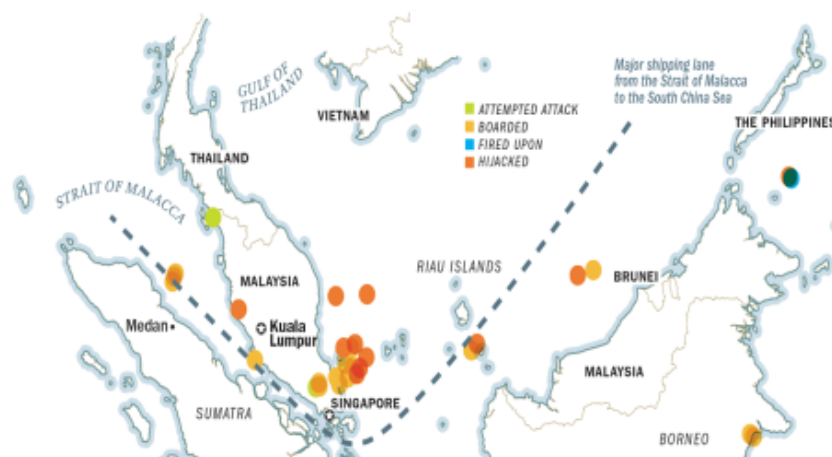 GULF OF
THAILAND
VIETNAM
Major shipping lane
from the Strait of Malacca
to the South China Sea
ATTEMPTED ATTACK
BOARDED
FIRED UPON
HIJACKED
THE PHILIPPINES
THAILAND
STRAIT OF MALACCA
RIAU ISLANDS
MALAYSIA
BRUNEI
Medan
Kuala
Lumpur
MALAYSIA
SINGAPORE
SUMATRA
BORNEO